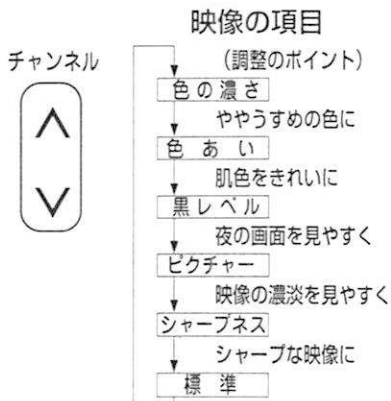 映像の項目
チャンネル
(調整のポイント)
色の濃さ
ややうすめの色に
色あい
肌色をきれいに
黒レベル
夜の画面を見やすく
ピクチャー
映像の濃淡を見やすく
シャープネス
シャープな映像に
標準